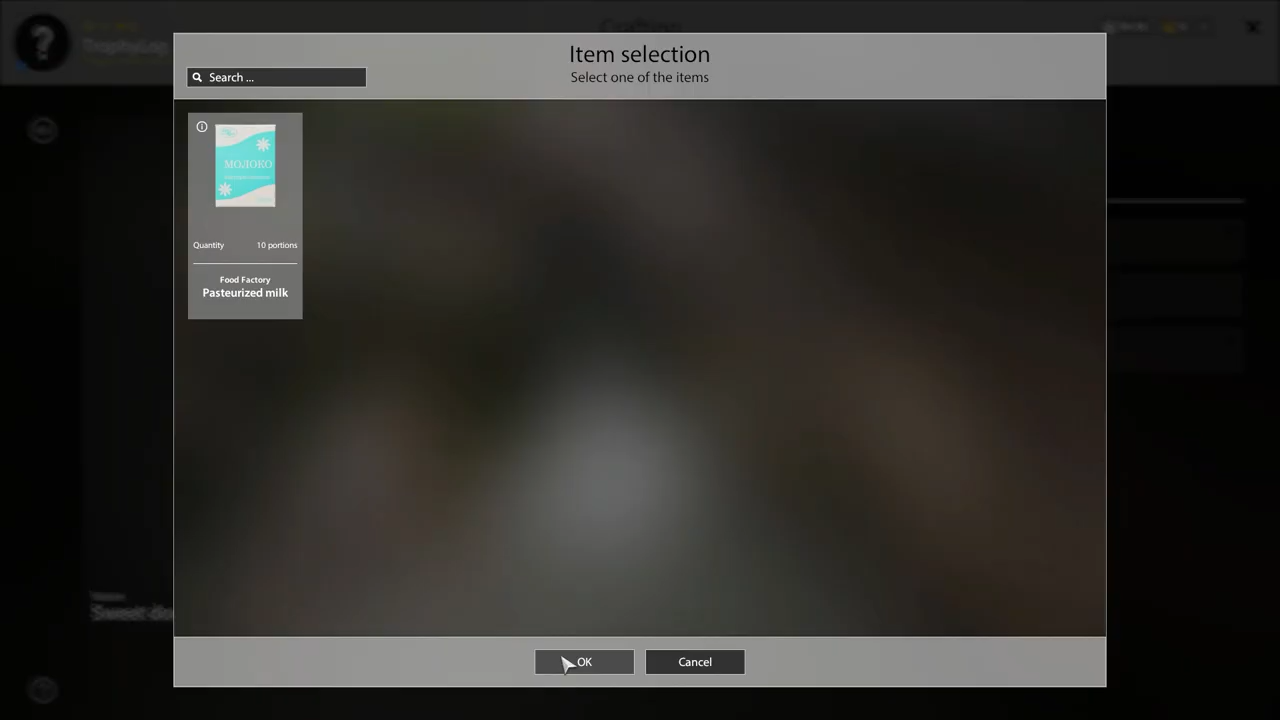 Item selection
Select one of the items
Search ...
МОЛОКО
Quantity 10 portions
Food Factory
Pasteurized milk
OK
Cancel